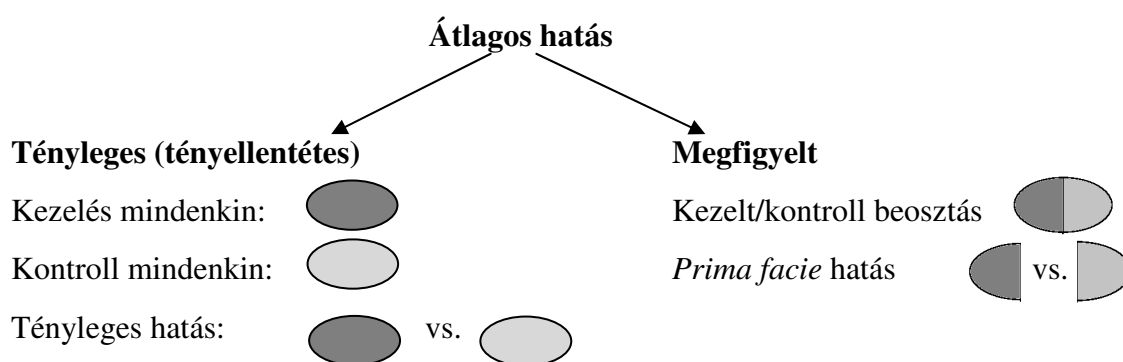 Átlagos hatás
Tényleges (tényellentétes)
Kezelés mindenkin:
Kontroll mindenkin:
Tényleges hatás:
vs.
Megfigyelt
Kezelt/kontroll beosztás
Prima facie hatás
vs.